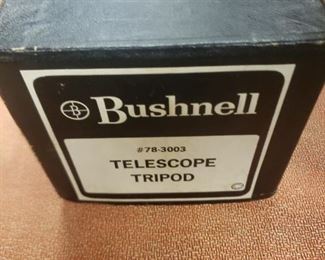 Bushnell
#78-3003
TELESCOPE
TRIPOD